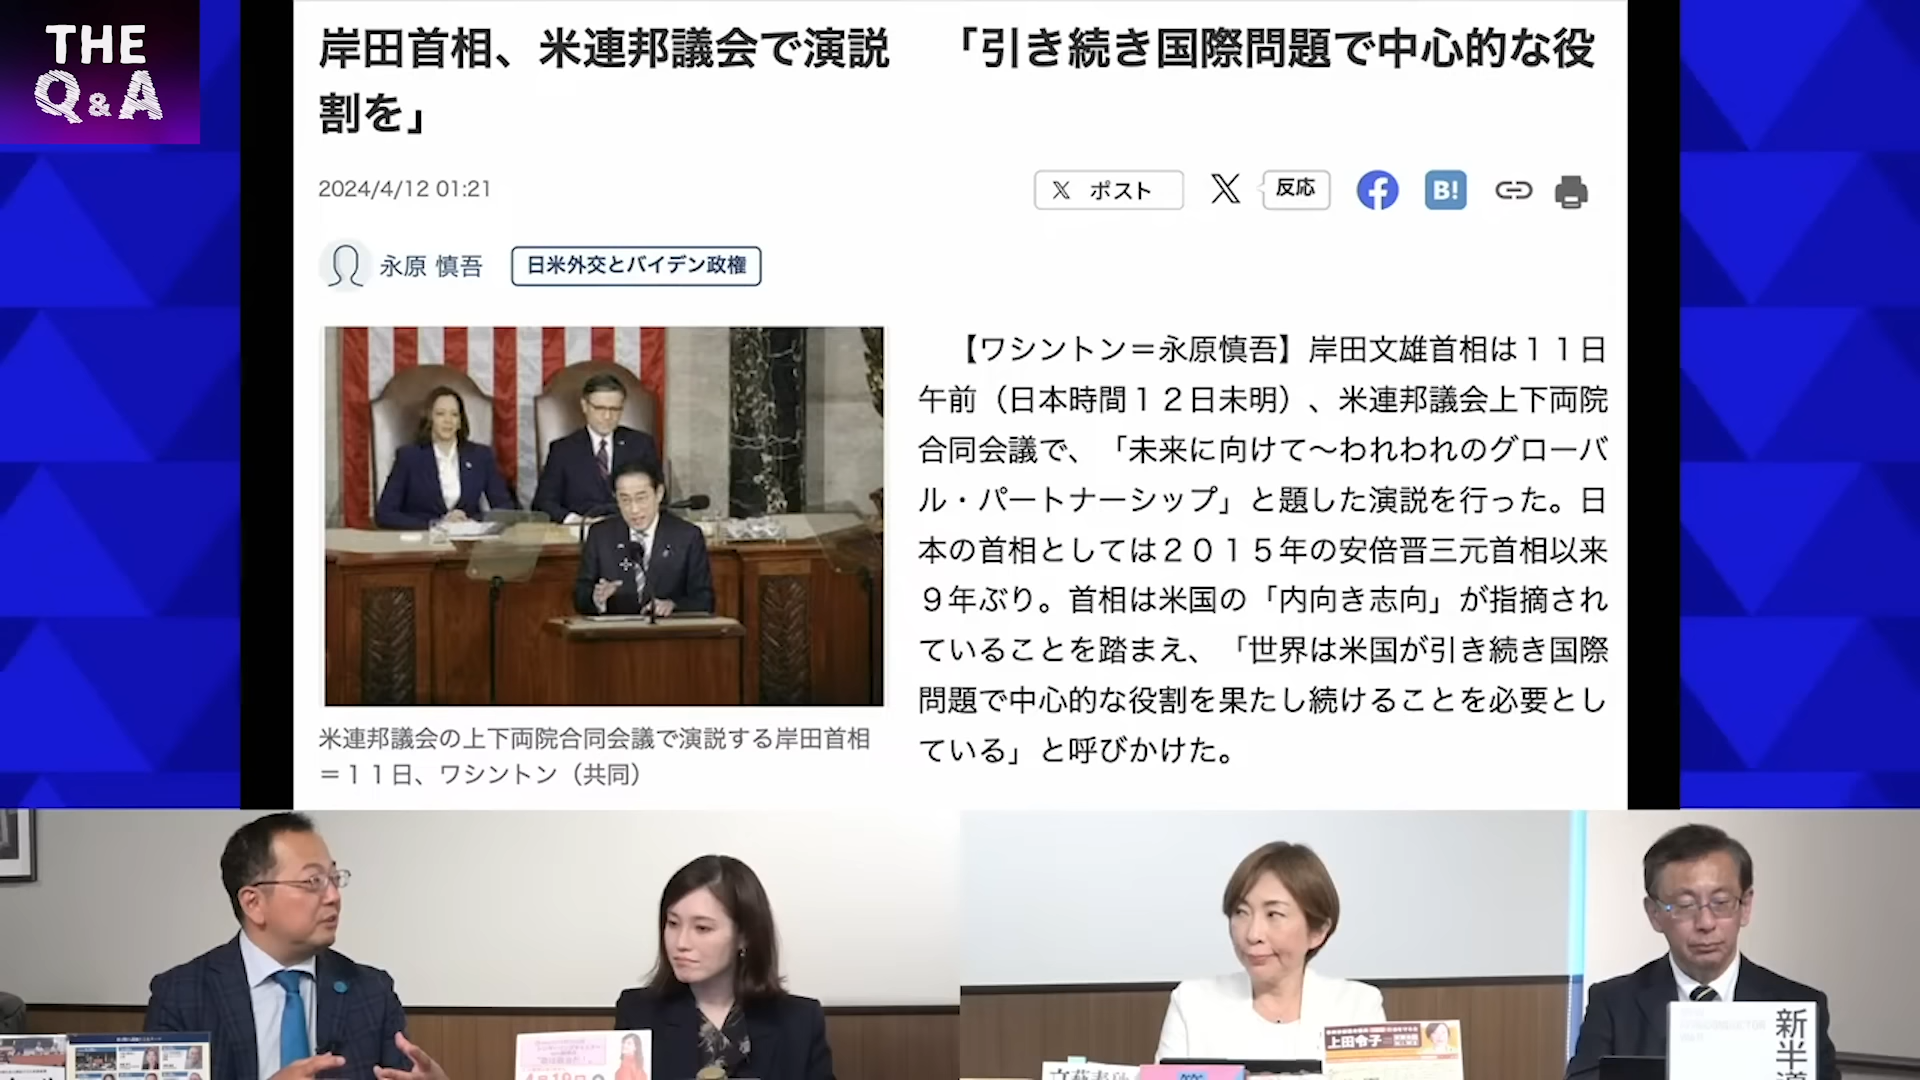 THE
Q&A
岸田首相、米連邦議会で演説 「引き続き国際問題で中心的な役
割を」
2024/4/12 01:21
ポスト
反応
B!
永原 慎吾
日米外交とバイデン政権
【ワシントン＝永原慎吾】岸田文雄首相は１１日
午前（日本時間１２日未明）、米連邦議会上下両院
合同会議で、「未来に向けて～われわれのグローバ
ル・パートナーシップ」と題した演説を行った。日
本の首相としては２０１５年の安倍晋三元首相以来
９年ぶり。首相は米国の「内向き志向」が指摘され
ていることを踏まえ、「世界は米国が引き続き国際
問題で中心的な役割を果たし続けることを必要とし
ている」と呼びかけた。
米連邦議会の上下両院合同会議で演説する岸田首相
＝１１日、ワシントン（共同）
4月19日
上田令子
新半導